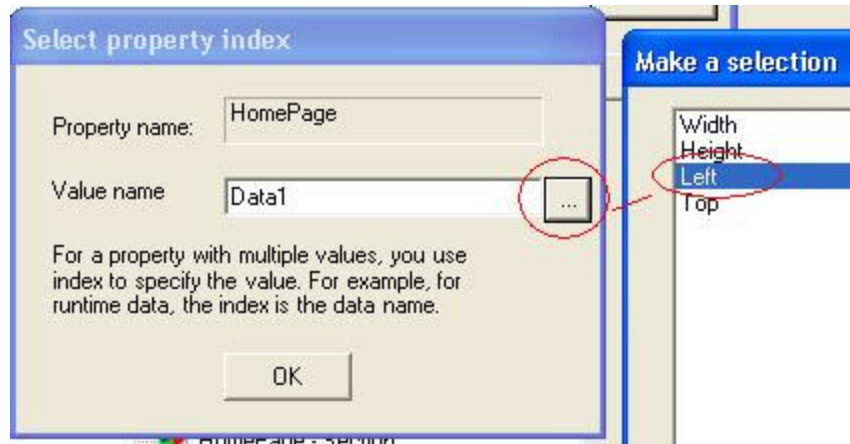 Select property index
Property name:
HomePage
Value name
Data1
...
For a property with multiple values, you use
index to specify the value. For example, for
runtime data, the index is the data name.
OK
Make a selection
Width
Height
Left
Top
HomePage - Section